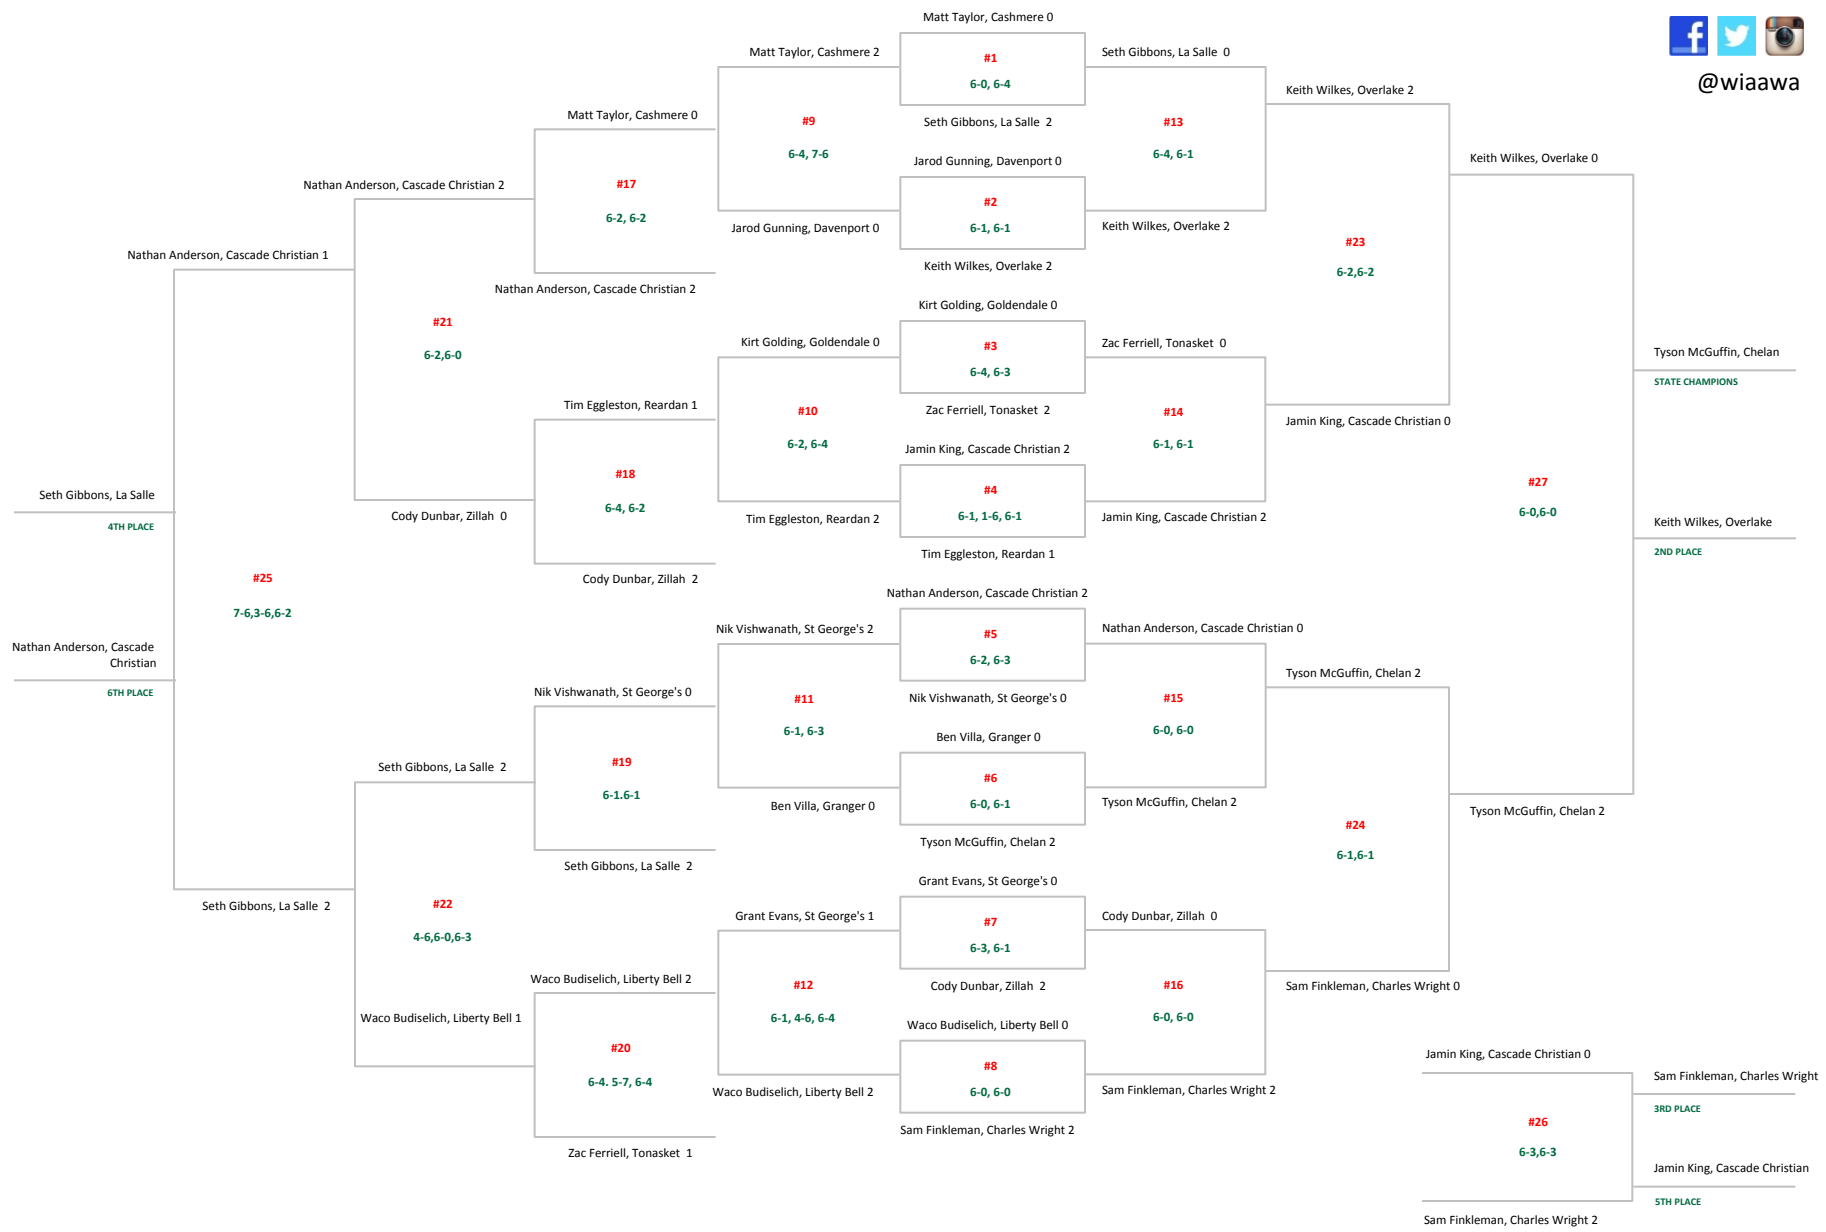 Matt Taylor, Cashmere 0
Matt Taylor, Cashmere 2
#1
6-0, 6-4
Seth Gibbons, La Salle 0
Keith Wilkes, Overlake 2
@wiaawa
Matt Taylor, Cashmere 0
#9
6-4, 7-6
Seth Gibbons, La Salle 2
#13
6-4, 6-1
Jarod Gunning, Davenport 0
Keith Wilkes, Overlake 0
Nathan Anderson, Cascade Christian 2
#17
6-2, 6-2
#2
6-1, 6-1
Jarod Gunning, Davenport 0
Keith Wilkes, Overlake 2
#23
6-2,6-2
Nathan Anderson, Cascade Christian 1
Keith Wilkes, Overlake 2
Nathan Anderson, Cascade Christian 2
Kirt Golding, Goldendale 0
#21
6-2,6-0
Kirt Golding, Goldendale 0
#3
6-4, 6-3
Zac Ferriell, Tonasket 0
Tyson McGuffin, Chelan
STATE CHAMPIONS
Tim Eggleston, Reardan 1
#10
6-2, 6-4
Zac Ferriell, Tonasket 2
#14
6-1, 6-1
Jamin King, Cascade Christian 0
Jamin King, Cascade Christian 2
#18
6-4, 6-2
#4
6-1, 1-6, 6-1
#27
6-0,6-0
Seth Gibbons, La Salle
4TH PLACE
Cody Dunbar, Zillah 0
Tim Eggleston, Reardan 2
Jamin King, Cascade Christian 2
Keith Wilkes, Overlake
2ND PLACE
Tim Eggleston, Reardan 1
#25
7-6,3-6,6-2
Cody Dunbar, Zillah 2
Nathan Anderson, Cascade Christian 2
Nik Vishwanath, St George's 2
#5
6-2, 6-3
Nathan Anderson, Cascade Christian 0
Nathan Anderson, Cascade
Christian
6TH PLACE
Nik Vishwanath, St George's 0
#11
6-1, 6-3
Nik Vishwanath, St George's 0
#15
6-0, 6-0
Tyson McGuffin, Chelan 2
Ben Villa, Granger 0
Seth Gibbons, La Salle 2
#19
6-1.6-1
#6
6-0, 6-1
Ben Villa, Granger 0
Tyson McGuffin, Chelan 2
Tyson McGuffin, Chelan 2
#24
6-1,6-1
Tyson McGuffin, Chelan 2
Seth Gibbons, La Salle 2
Grant Evans, St George's 0
Seth Gibbons, La Salle 2
#22
4-6,6-0,6-3
Grant Evans, St George's 1
#7
6-3, 6-1
Cody Dunbar, Zillah 0
Waco Budiselich, Liberty Bell 2
#12
6-1, 4-6, 6-4
Cody Dunbar, Zillah 2
#16
6-0, 6-0
Sam Finkleman, Charles Wright 0
Waco Budiselich, Liberty Bell 1
#20
6-4. 5-7, 6-4
Waco Budiselich, Liberty Bell 0
#8
6-0, 6-0
Waco Budiselich, Liberty Bell 2
Sam Finkleman, Charles Wright 2
Sam Finkleman, Charles Wright 2
Zac Ferriell, Tonasket 1
Jamin King, Cascade Christian 0
Sam Finkleman, Charles Wright
3RD PLACE
#26
6-3,6-3
Jamin King, Cascade Christian
5TH PLACE
Sam Finkleman, Charles Wright 2